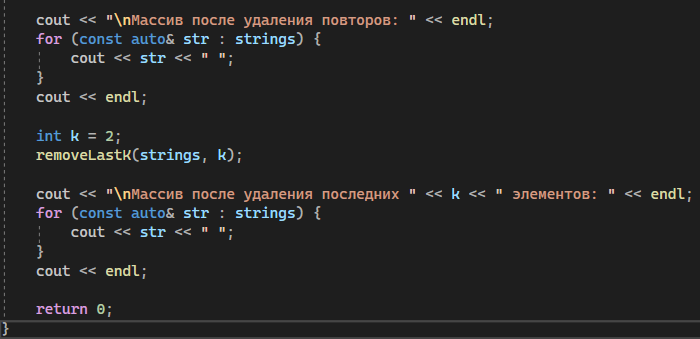 cout << "\nМассив после удаления повторов: " << endl;
for (const auto& str : strings) {
cout << str << " ";
}
cout << endl;
int k = 2;
removeLastK(strings, k);
cout << "\nМассив после удаления последних " << k << " элементов: " << endl;
for (const auto& str : strings) {
cout << str << " ";
}
cout << endl;
return 0;
}